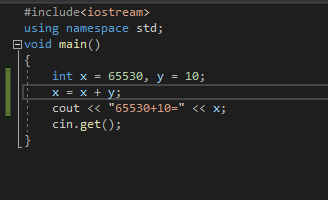 #include<iostream>
using namespace std;
void main()
{
int x = 65530, y = 10;
x = x + y;
cout << "65530+10=" << x;
cin.get();
}